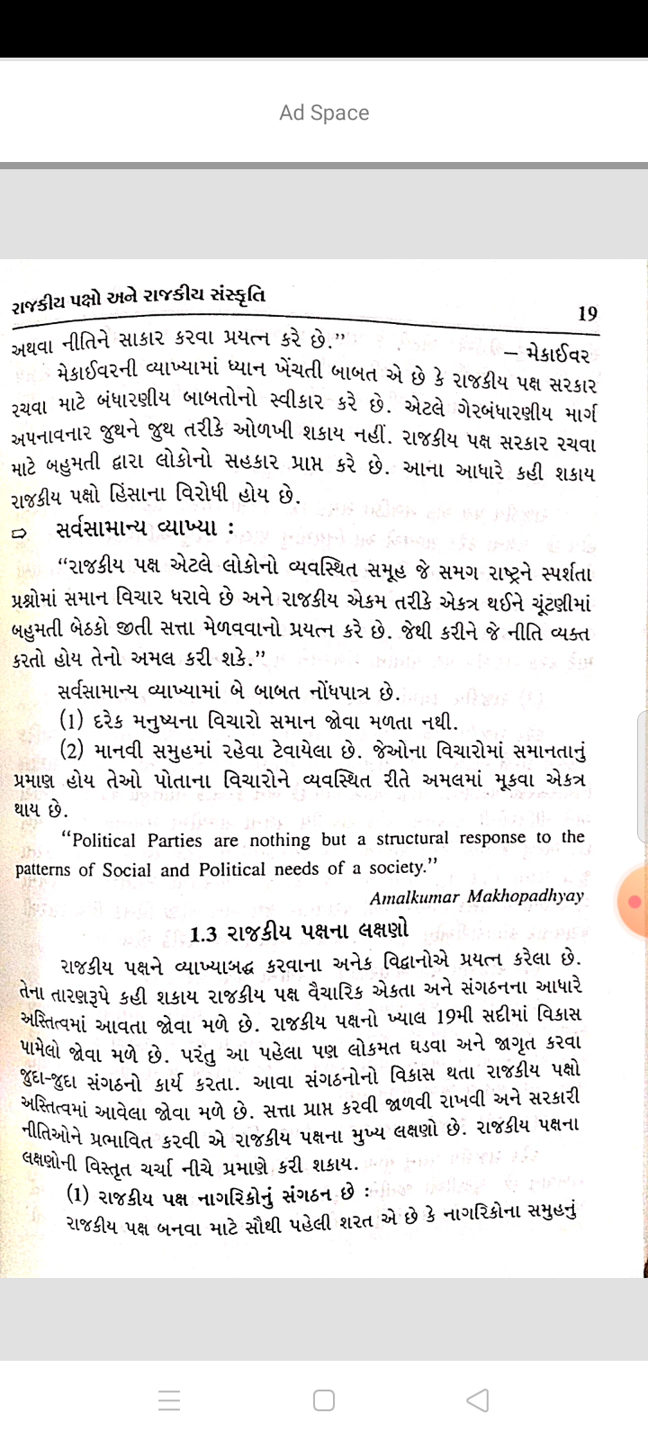 Ad Space
રાજકીય પક્ષો અને રાજકીય સંસ્કૃતિ
19
અથવા નીતિને સાકાર કરવા પ્રયત્ન કરે છે.”
– મેકાઈવર
મેકાઈવરની વ્યાખ્યામાં ધ્યાન ખેંચતી બાબત એ છે કે રાજકીય પક્ષ સરકાર
રચવા માટે બંધારણીય બાબતોનો સ્વીકાર કરે છે. એટલે ગેરબંધારણીય માર્ગ
અપનાવનાર જુથને જુથ તરીકે ઓળખી શકાય નહીં. રાજકીય પક્ષ સરકાર રચવા
માટે બહુમતી દ્વારા લોકોનો સહકાર પ્રાપ્ત કરે છે. આના આધારે કહી શકાય
રાજકીય પક્ષો હિંસાના વિરોધી હોય છે.
⇨ સર્વસામાન્ય વ્યાખ્યા :
“રાજકીય પક્ષ એટલે લોકોનો વ્યવસ્થિત સમૂહ જે સમગ રાષ્ટ્રને સ્પર્શતા
પ્રશ્નોમાં સમાન વિચાર ધરાવે છે અને રાજકીય એકમ તરીકે એકત્ર થઈને ચૂંટણીમાં
બહુમતી બેઠકો જીતી સત્તા મેળવવાનો પ્રયત્ન કરે છે. જેથી કરીને જે નીતિ વ્યક્ત
કરતો હોય તેનો અમલ કરી શકે.”
સર્વસામાન્ય વ્યાખ્યામાં બે બાબત નોંધપાત્ર છે.
(1) દરેક મનુષ્યના વિચારો સમાન જોવા મળતા નથી.
(2) માનવી સમુહમાં રહેવા ટેવાયેલા છે. જેઓના વિચારોમાં સમાનતાનું
પ્રમાણ હોય તેઓ પોતાના વિચારોને વ્યવસ્થિત રીતે અમલમાં મૂકવા એકત્ર
થાય છે.
“Political Parties are nothing but a structural response to the
patterns of Social and Political needs of a society.”
Amalkumar Makhopadhyay
1.3 રાજકીય પક્ષના લક્ષણો
રાજકીય પક્ષને વ્યાખ્યાબદ્ધ કરવાના અનેક વિદ્વાનોએ પ્રયત્ન કરેલા છે.
તેના તારણરૂપે કહી શકાય રાજકીય પક્ષ વૈચારિક એકતા અને સંગઠનના આધારે
અસ્તિત્વમાં આવતા જોવા મળે છે. રાજકીય પક્ષનો ખ્યાલ 19મી સદીમાં વિકાસ
પામેલો જોવા મળે છે. પરંતુ આ પહેલા પણ લોકમત ઘડવા અને જાગૃત કરવા
જુદા-જુદા સંગઠનો કાર્ય કરતા. આવા સંગઠનોનો વિકાસ થતા રાજકીય પક્ષો
અસ્તિત્વમાં આવેલા જોવા મળે છે. સત્તા પ્રાપ્ત કરવી જાળવી રાખવી અને સરકારી
નીતિઓને પ્રભાવિત કરવી એ રાજકીય પક્ષના મુખ્ય લક્ષણો છે. રાજકીય પક્ષના
લક્ષણોની વિસ્તૃત ચર્ચા નીચે પ્રમાણે કરી શકાય.
(1) રાજકીય પક્ષ નાગરિકોનું સંગઠન છે :
રાજકીય પક્ષ બનવા માટે સૌથી પહેલી શરત એ છે કે નાગરિકોના સમુહનું